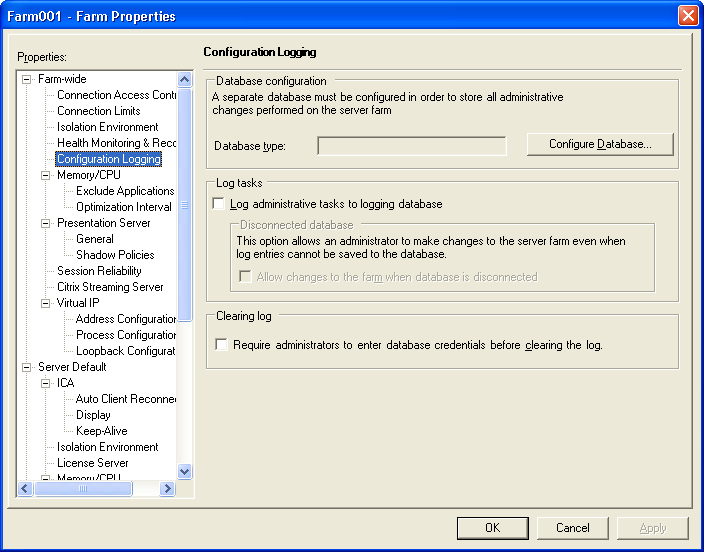 Farm001 - Farm Properties
Properties:
Farm-wide
Connection Access Contr
Connection Limits
Isolation Environment
Health Monitoring & Reco
Configuration Logging
Memory/CPU
Exclude Applications
Optimization Interval
Presentation Server
General
Shadow Policies
Session Reliability
Citrix Streaming Server
Virtual IP
Address Configuration
Process Configuration
Loopback Configurat
Server Default
ICA
Auto Client Reconnec
Display
Keep-Alive
Isolation Environment
License Server
Memory/CPU
Configuration Logging
Database configuration
A separate database must be configured in order to store all administrative
changes performed on the server farm
Database type:
Configure Database...
Log tasks
Log administrative tasks to logging database
Disconnected database
This option allows an administrator to make changes to the server farm even when
log entries cannot be saved to the database.
Allow changes to the farm when database is disconnected
Clearing log
Require administrators to enter database credentials before clearing the log.
OK
Cancel
Apply